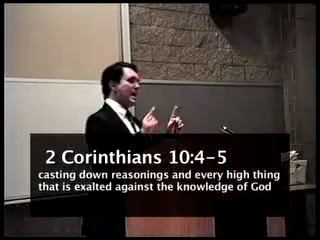 2 Corinthians 10:4-5
casting down reasonings and every high thing
that is exalted against the knowledge of God